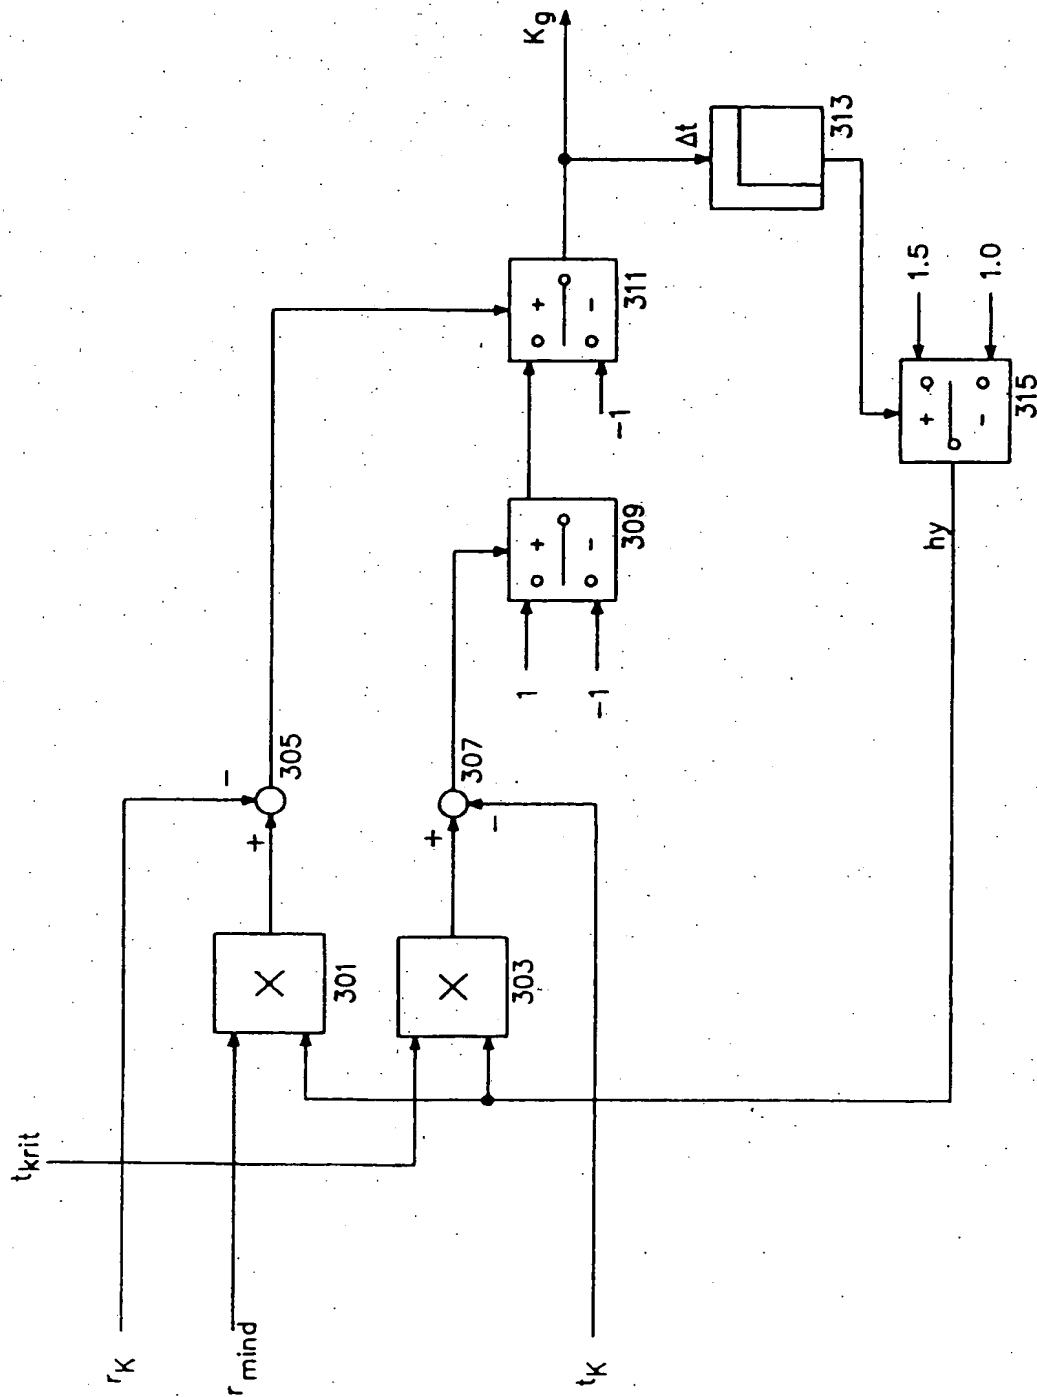 tkrit
rK
rmind
tK
× 301
× 303
+ − 305
+ − 307
1
-1
+ − 309
-1
+ − 311
Kg
Δt
313
1.5
1.0
+ − 315
hy